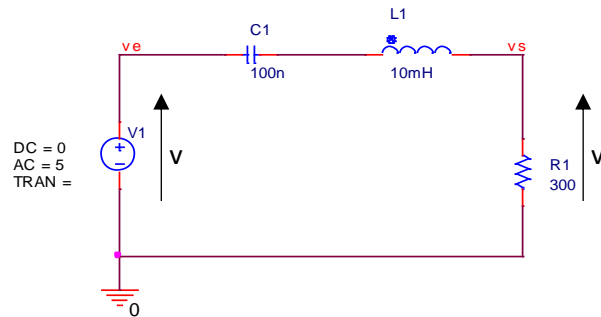 L1
C1
ve
vs
100n
10mH
V1
DC = 0
AC = 5
TRAN =
V
V
R1
300
0